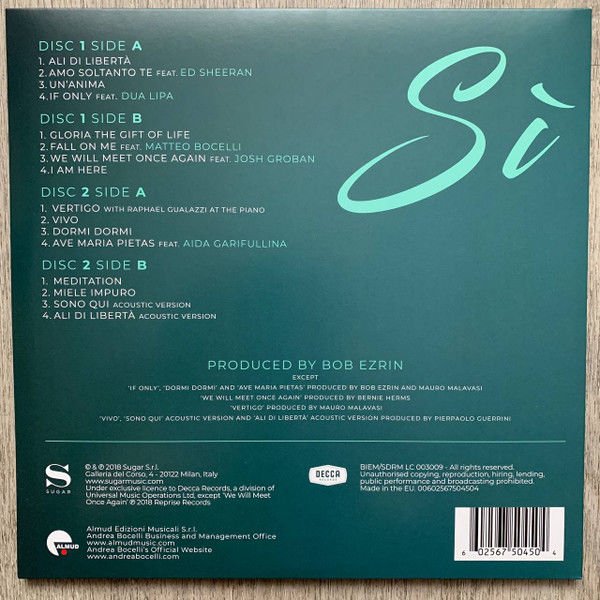 Sì
DISC 1 SIDE A
1. ALI DI LIBERTÀ
2. AMO SOLTANTO TE FEAT. ED SHEERAN
3. UN'ANIMA
4. IF ONLY FEAT. DUA LIPA
DISC 1 SIDE B
1. GLORIA THE GIFT OF LIFE
2. FALL ON ME FEAT. MATTEO BOCELLI
3. WE WILL MEET ONCE AGAIN FEAT. JOSH GROBAN
4. I AM HERE
DISC 2 SIDE A
1. VERTIGO WITH RAPHAEL GUALAZZI AT THE PIANO
2. VIVO
3. DORMI DORMI
4. AVE MARIA PIETAS FEAT. AIDA GARIFULLINA
DISC 2 SIDE B
1. MEDITATION
2. MIELE IMPURO
3. SONO QUI ACOUSTIC VERSION
4. ALI DI LIBERTÀ ACOUSTIC VERSION
PRODUCED BY BOB EZRIN
EXCEPT
'IF ONLY', 'DORMI DORMI' AND 'AVE MARIA PIETAS' PRODUCED BY BOB EZRIN AND MAURO MALAVASI
'WE WILL MEET ONCE AGAIN' PRODUCED BY BERNIE HERMS
'VERTIGO' PRODUCED BY MAURO MALAVASI
'VIVO', 'SONO QUI' ACOUSTIC VERSION AND 'ALI DI LIBERTÀ' ACOUSTIC VERSION PRODUCED BY PIERPAOLO GUERRINI
S
SUGAR
© & ℗ 2018 Sugar S.r.l.
Galleria del Corso, 4 - 20122 Milan, Italy
www.sugarmusic.com
Under exclusive licence to Decca Records, a division of
Universal Music Operations Ltd, except 'We Will Meet
Once Again' ℗ 2018 Reprise Records
DECCA
RECORDS
BIEM/SDRM LC 003009 - All rights reserved.
Unauthorised copying, reproduction, hiring, lending,
public performance and broadcasting prohibited.
Made in the EU. 00602567504504
ALMUD
Almud Edizioni Musicali S.r.l.
Andrea Bocelli Business and Management Office
www.almudmusic.com
Andrea Bocelli's Official Website
www.andreabocelli.com
6 02567 50450 4